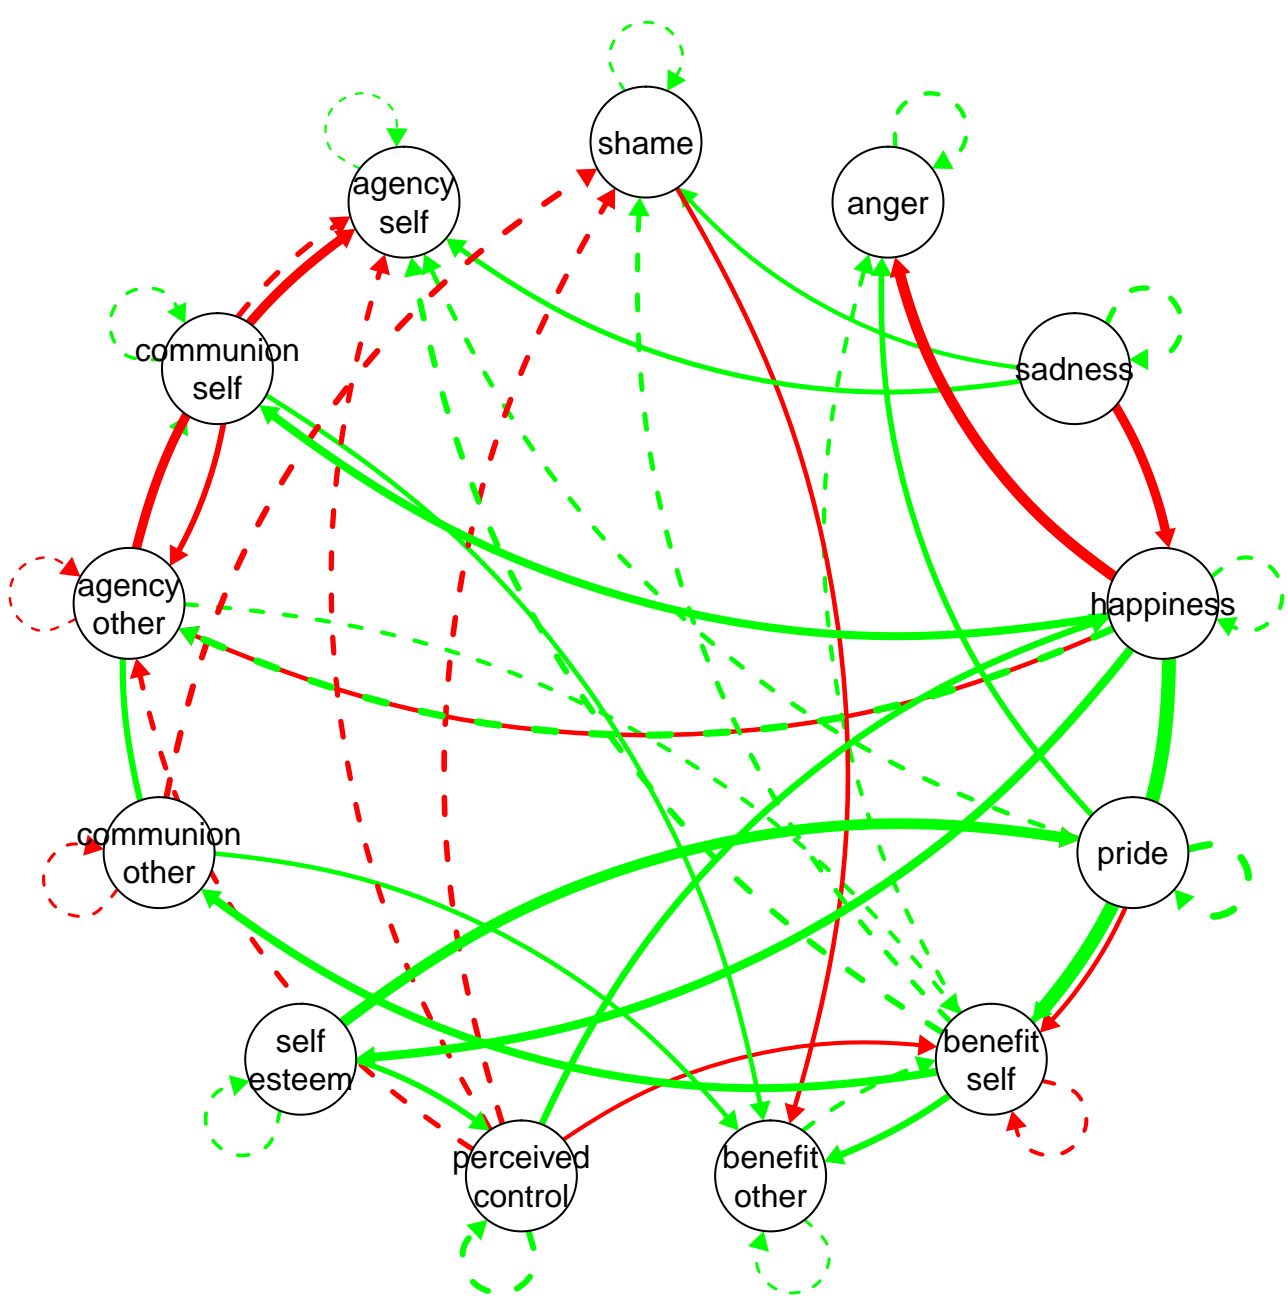 shame
agency
self
anger
communion
self
sadness
agency
other
happiness
communion
other
pride
self
esteem
benefit
self
perceived
control
benefit
other